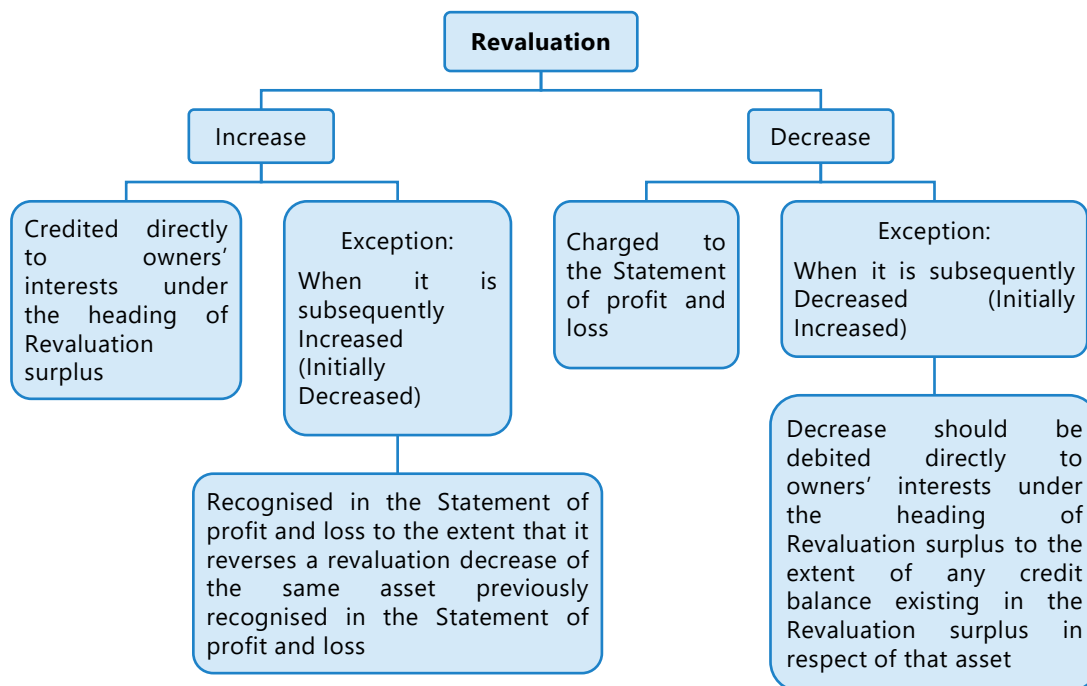 Revaluation
Increase
Decrease
Credited directly
to owners’
interests under
the heading of
Revaluation
surplus
Exception:
When it is
subsequently
Increased
(Initially
Decreased)
Recognised in the Statement of
profit and loss to the extent that it
reverses a revaluation decrease of
the same asset previously
recognised in the Statement of
profit and loss
Charged to
the Statement
of profit and
loss
Exception:
When it is subsequently
Decreased (Initially
Increased)
Decrease should be
debited directly to
owners’ interests under
the heading of
Revaluation surplus to the
extent of any credit
balance existing in the
Revaluation surplus in
respect of that asset